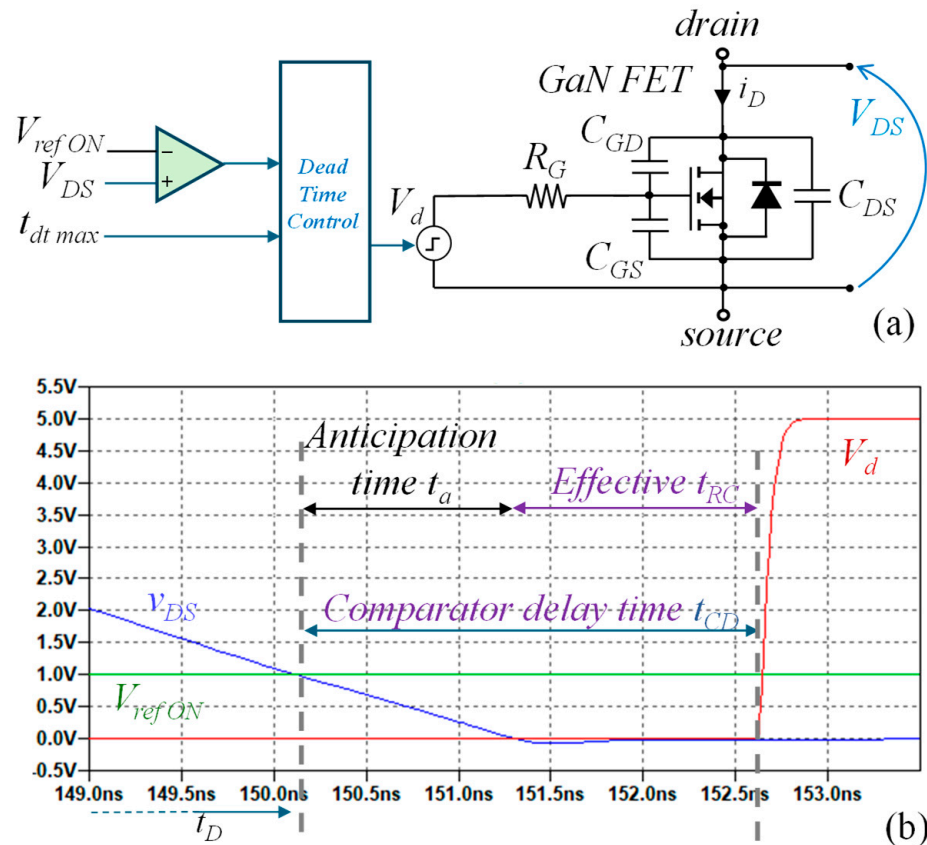 drain
GaN FET
i_D
V_DS
V_ref ON
V_DS
t_dt max
Dead
Time
Control
V_d
R_G
C_GD
C_GS
C_DS
source
(a)
5.5V
5.0V
4.5V
4.0V
3.5V
3.0V
2.5V
2.0V
1.5V
1.0V
0.5V
0.0V
-0.5V
Anticipation
time t_a
Effective t_RC
V_d
v_DS
Comparator delay time t_CD
V_ref ON
149.0ns 149.5ns 150.0ns 150.5ns 151.0ns 151.5ns 152.0ns 152.5ns 153.0ns
t_D
(b)